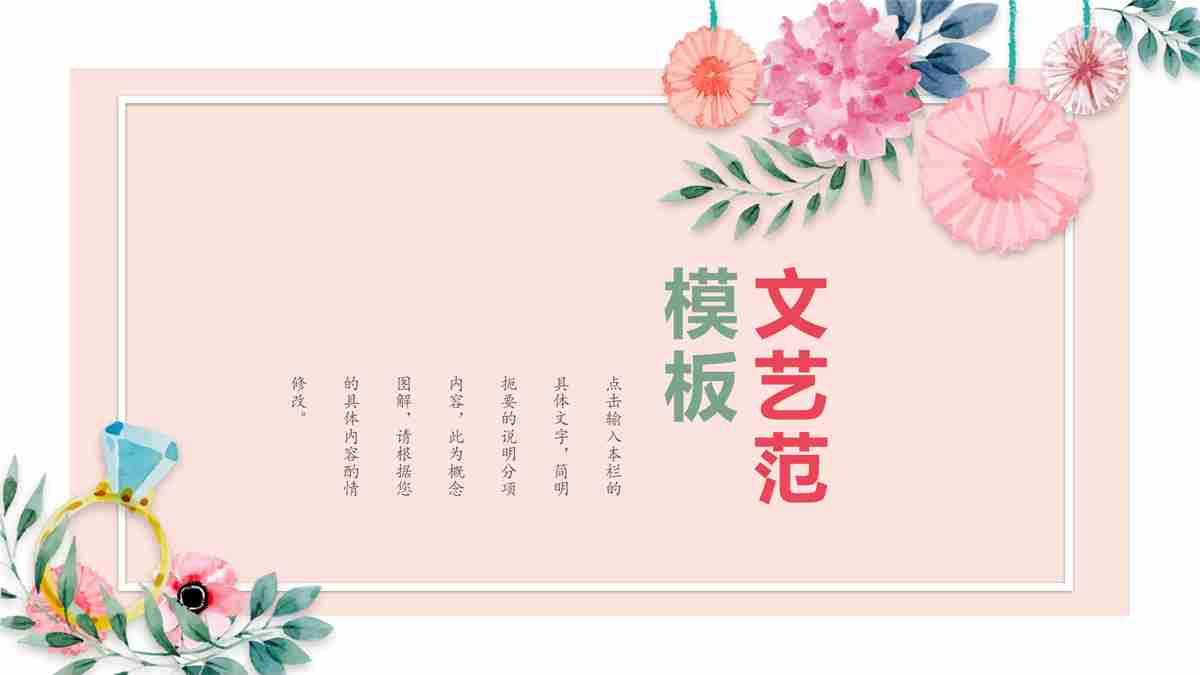 文艺范
模板
点击输入本栏的
具体文字，简明
扼要的说明分项
内容，此为概念
图解，请根据您
的具体内容酌情
修改。